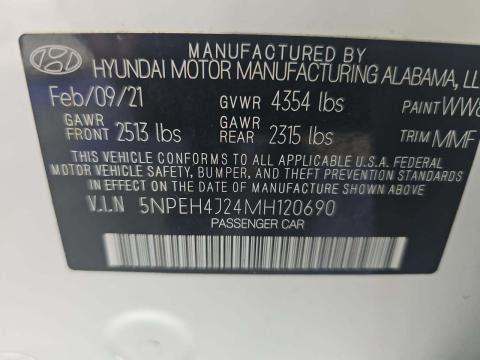 MANUFACTURED BY
HYUNDAI MOTOR MANUFACTURING ALABAMA, LL
Feb/09/21 GVWR 4354 lbs PAINT WW8
GAWR FRONT 2513 lbs GAWR REAR 2315 lbs TRIM MMF
THIS VEHICLE CONFORMS TO ALL APPLICABLE U.S.A. FEDERAL
MOTOR VEHICLE SAFETY, BUMPER, AND THEFT PREVENTION STANDARDS
IN EFFECT ON THE DATE OF MANUFACTURE SHOWN ABOVE.
V.I.N 5NPEH4J24MH120690
PASSENGER CAR